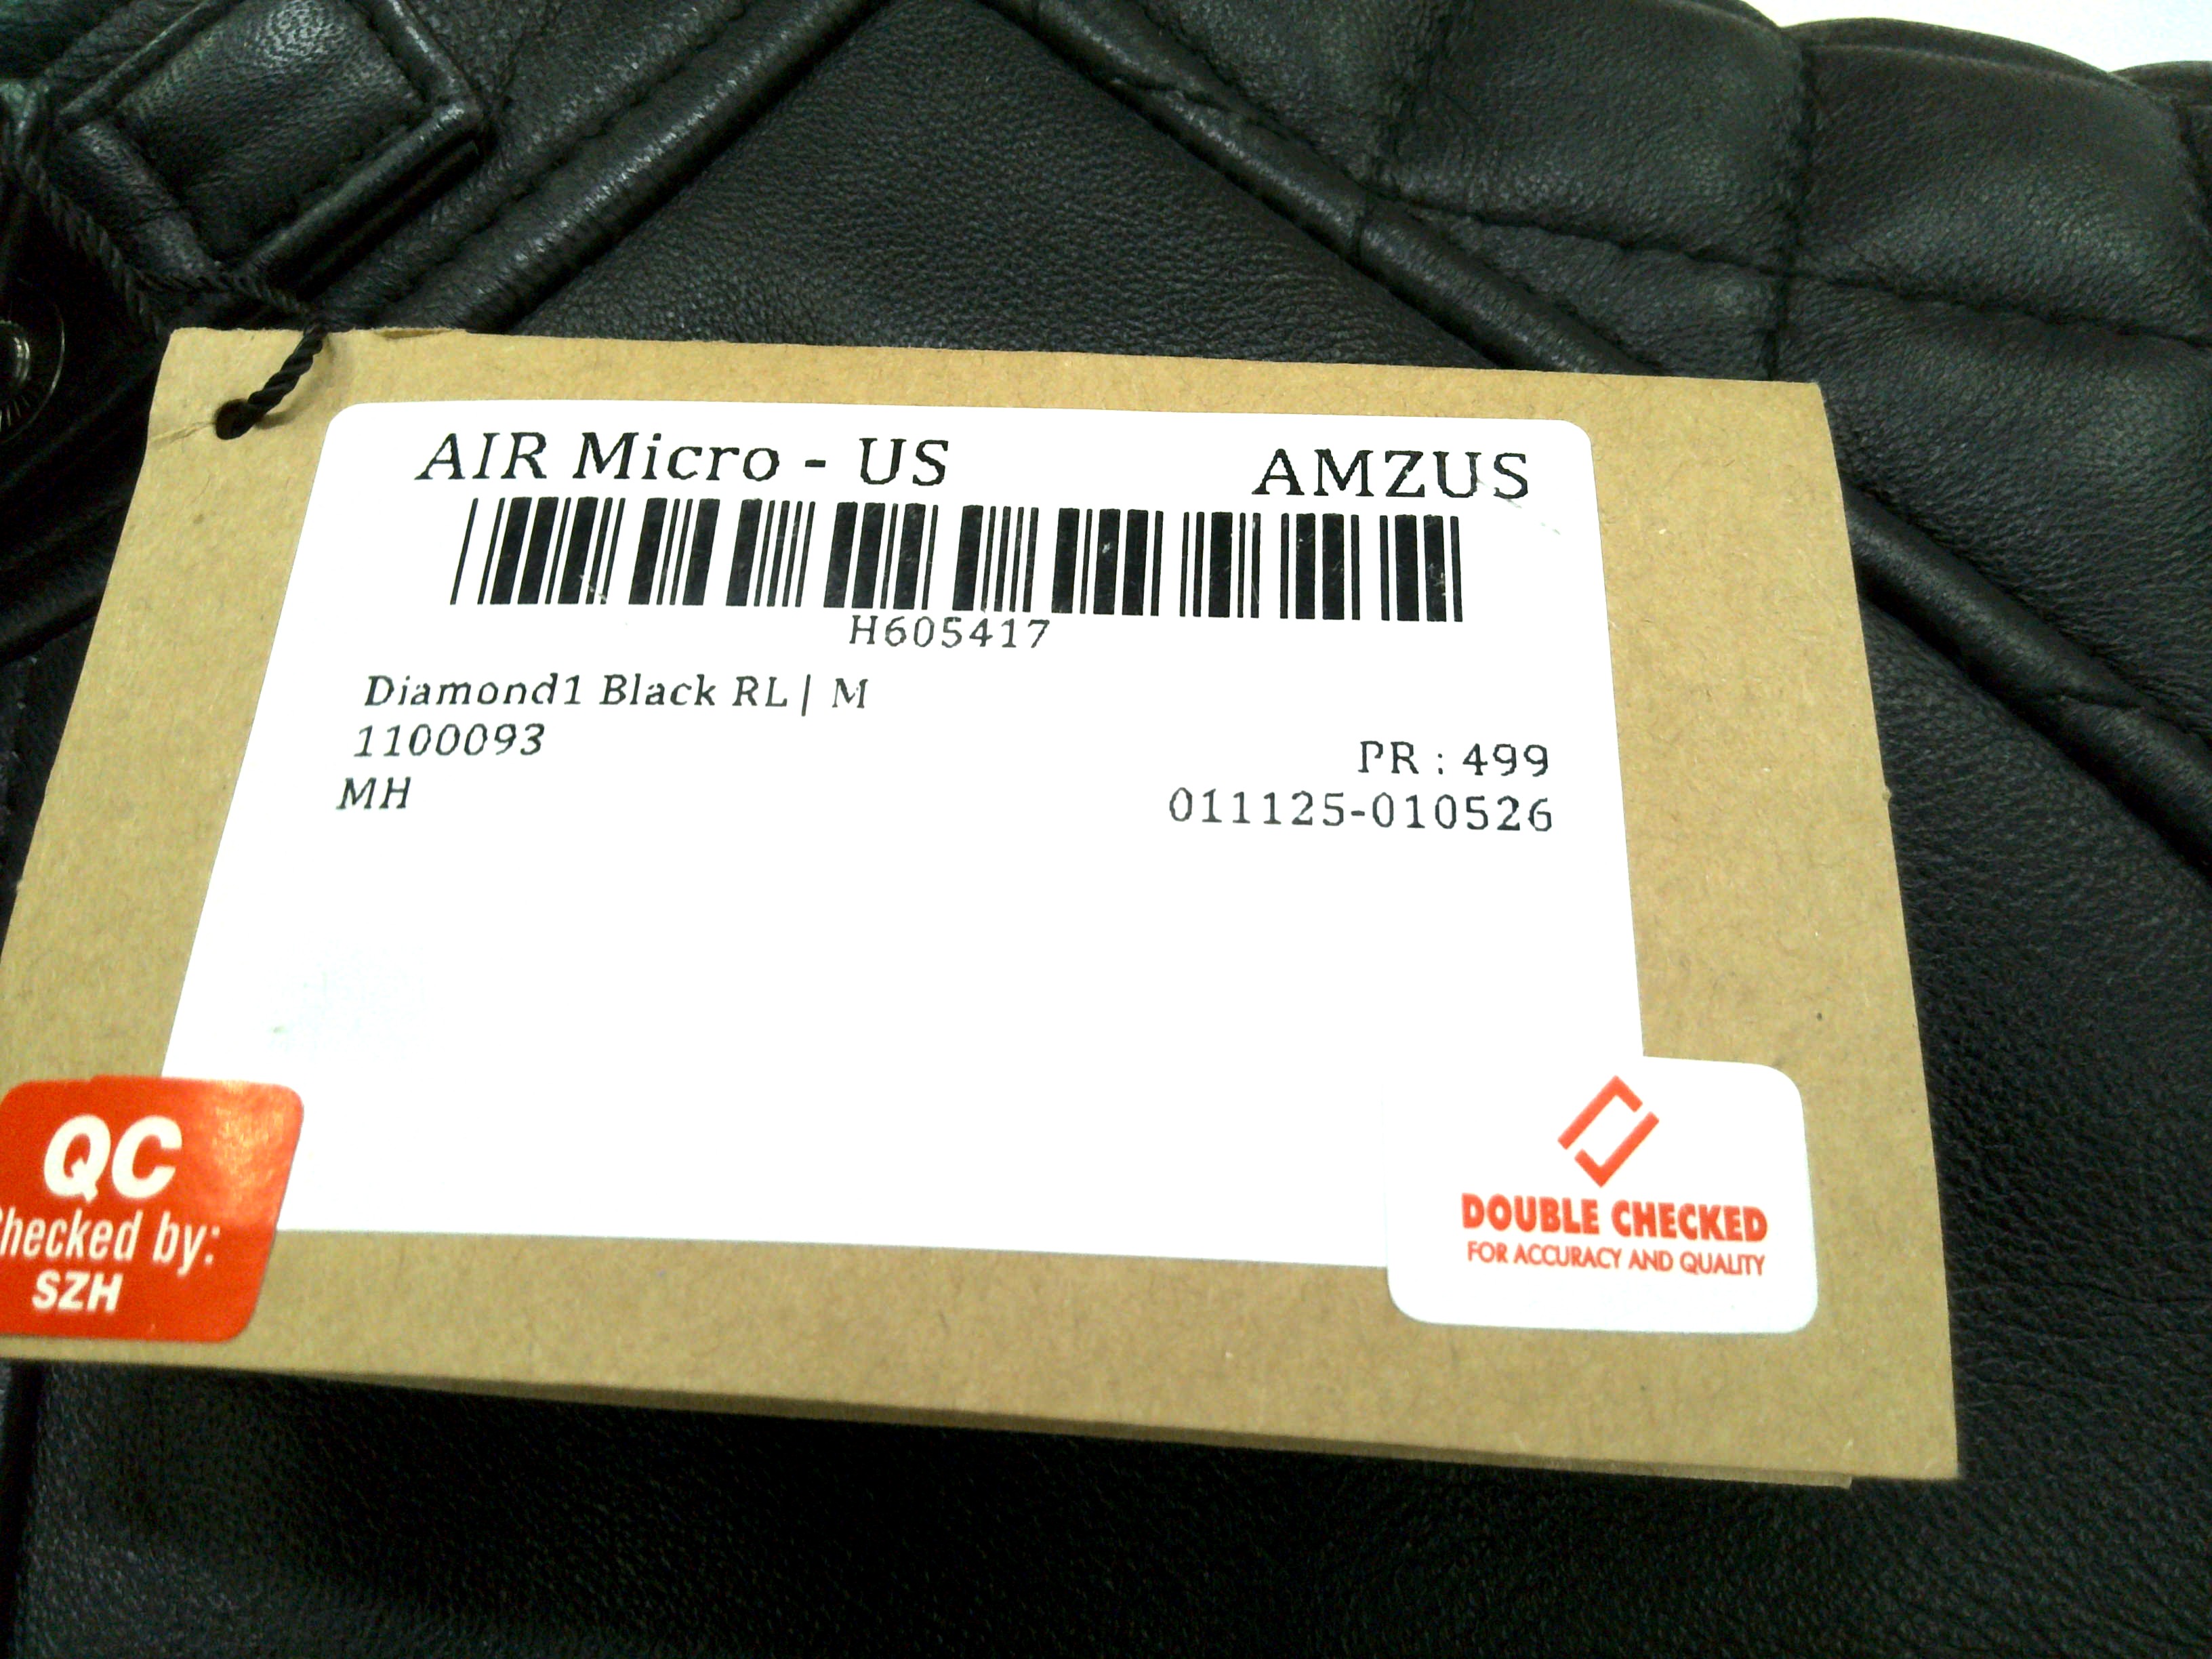 AIR Micro - US AMZUS
H605417
Diamond1 Black RL| M
1100093
PR : 499
MH
011125-010526
QC
Checked by:
SZH
DOUBLE CHECKED
FOR ACCURACY AND QUALITY